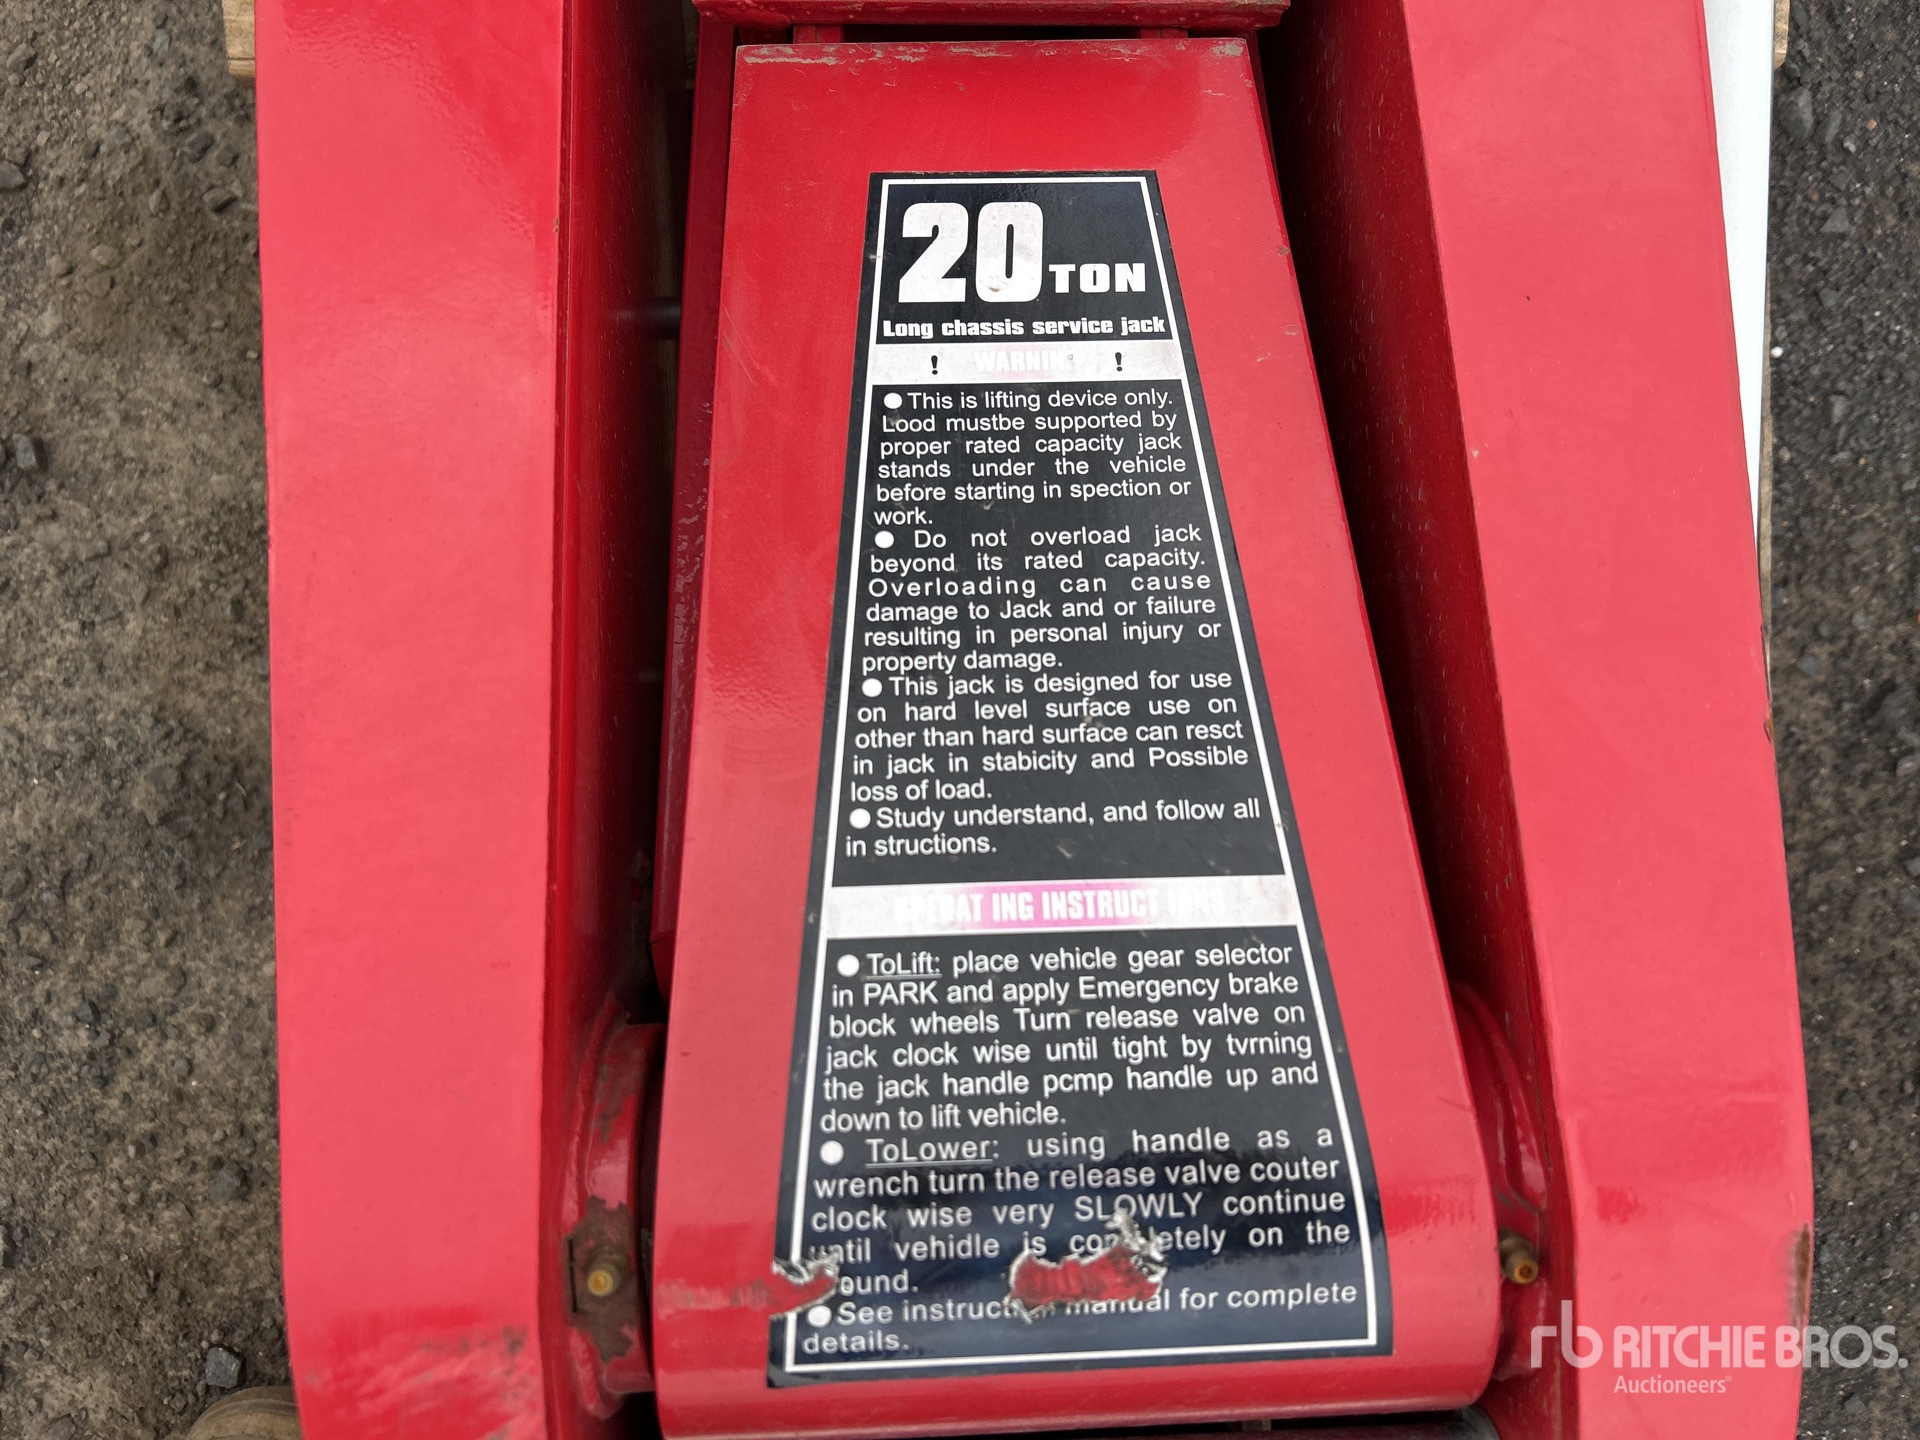 20 TON
Long chassis service jack
! WARNING !
● This is lifting device only.
Lood mustbe supported by
proper rated capacity jack
stands under the vehicle
before starting in spection or
work.
● Do not overload jack
beyond its rated capacity.
Overloading can cause
damage to Jack and or failure
resulting in personal injury or
property damage.
● This jack is designed for use
on hard level surface use on
other than hard surface can resct
in jack in stabicity and Possible
loss of load.
● Study understand, and follow all
in structions.
OPERAT ING INSTRUCT IONS
● ToLift: place vehicle gear selector
in PARK and apply Emergency brake
block wheels Turn release valve on
jack clock wise until tight by tvrning
the jack handle pcmp handle up and
down to lift vehicle.
● ToLower: using handle as a
wrench turn the release valve couter
clock wise very SLOWLY continue
until vehidle is completely on the
ound.
● See instruction manual for complete
details.
rb RITCHIE BROS.
Auctioneers